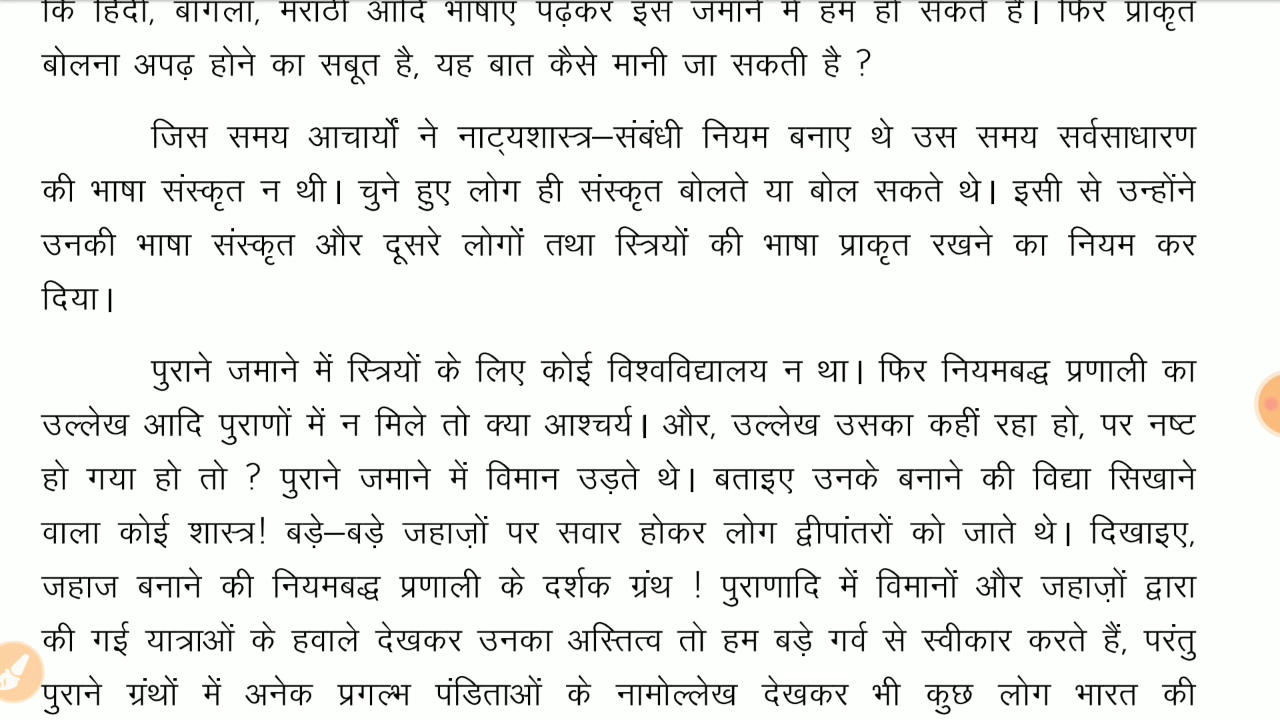 कि हिंदी, बांगला, मराठी आदि भाषाएँ पढ़कर इस जमाने में हम हो सकते हैं। फिर प्राकृत
बोलना अपढ़ होने का सबूत है, यह बात कैसे मानी जा सकती है ?
जिस समय आचार्यों ने नाट्यशास्त्र–संबंधी नियम बनाए थे उस समय सर्वसाधारण
की भाषा संस्कृत न थी। चुने हुए लोग ही संस्कृत बोलते या बोल सकते थे। इसी से उन्होंने
उनकी भाषा संस्कृत और दूसरे लोगों तथा स्त्रियों की भाषा प्राकृत रखने का नियम कर
दिया।
पुराने जमाने में स्त्रियों के लिए कोई विश्वविद्यालय न था। फिर नियमबद्ध प्रणाली का
उल्लेख आदि पुराणों में न मिले तो क्या आश्चर्य। और, उल्लेख उसका कहीं रहा हो, पर नष्ट
हो गया हो तो ? पुराने जमाने में विमान उड़ते थे। बताइए उनके बनाने की विद्या सिखाने
वाला कोई शास्त्र! बड़े–बड़े जहाज़ों पर सवार होकर लोग द्वीपांतरों को जाते थे। दिखाइए,
जहाज बनाने की नियमबद्ध प्रणाली के दर्शक ग्रंथ ! पुराणादि में विमानों और जहाज़ों द्वारा
की गई यात्राओं के हवाले देखकर उनका अस्तित्व तो हम बड़े गर्व से स्वीकार करते हैं, परंतु
पुराने ग्रंथों में अनेक प्रगल्भ पंडिताओं के नामोल्लेख देखकर भी कुछ लोग भारत की